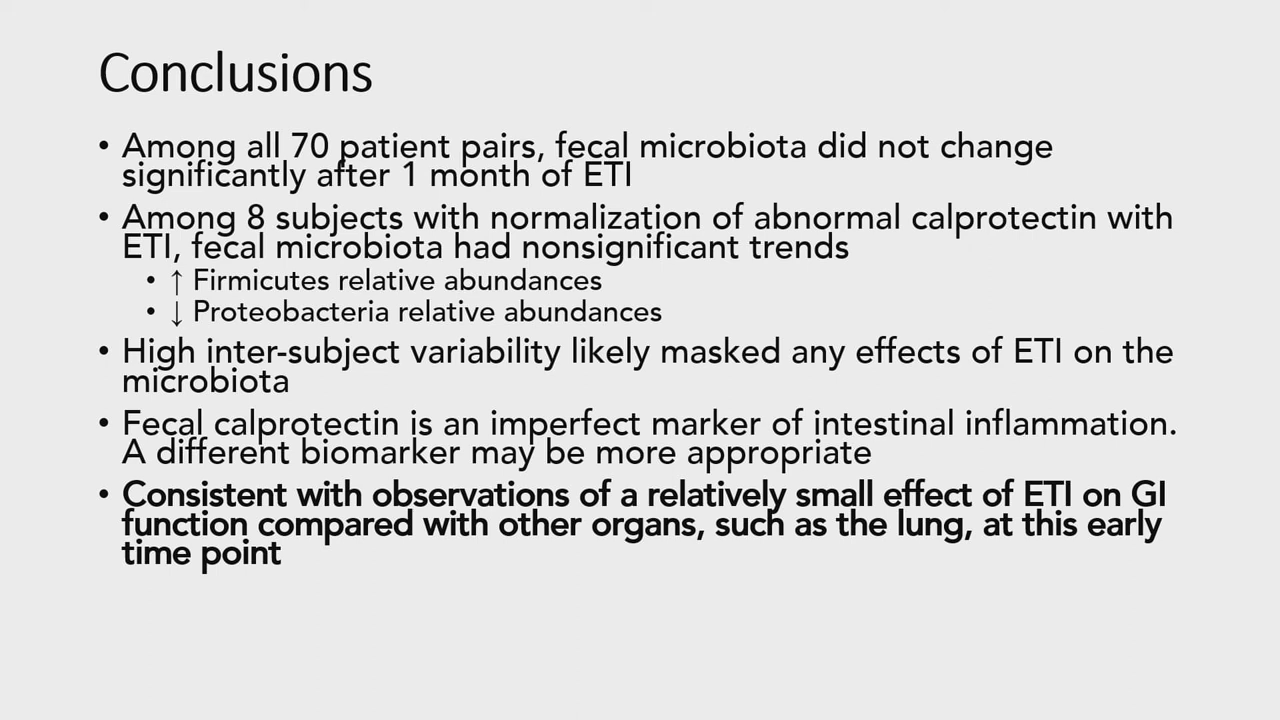 Conclusions
• Among all 70 patient pairs, fecal microbiota did not change
significantly after 1 month of ETI
• Among 8 subjects with normalization of abnormal calprotectin with
ETI, fecal microbiota had nonsignificant trends
• ↑ Firmicutes relative abundances
• ↓ Proteobacteria relative abundances
• High inter-subject variability likely masked any effects of ETI on the
microbiota
• Fecal calprotectin is an imperfect marker of intestinal inflammation.
A different biomarker may be more appropriate
• Consistent with observations of a relatively small effect of ETI on GI
function compared with other organs, such as the lung, at this early
time point